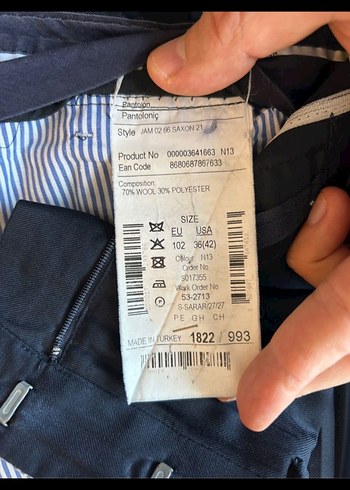 Pantolon
Pantoloniç
Style JAM 02 66 SAXON 21
Product No 000003641663 N13
Ean Code 8680687867633
Composition:
70% WOOL 30% POLYESTER
SIZE
EU USA
102 36(42)
Colour N13
Order No
S017355
Work Order No
53-2713
S-SARAR/27/27
PE GH CH
MADE IN TURKEY 1822 / 993